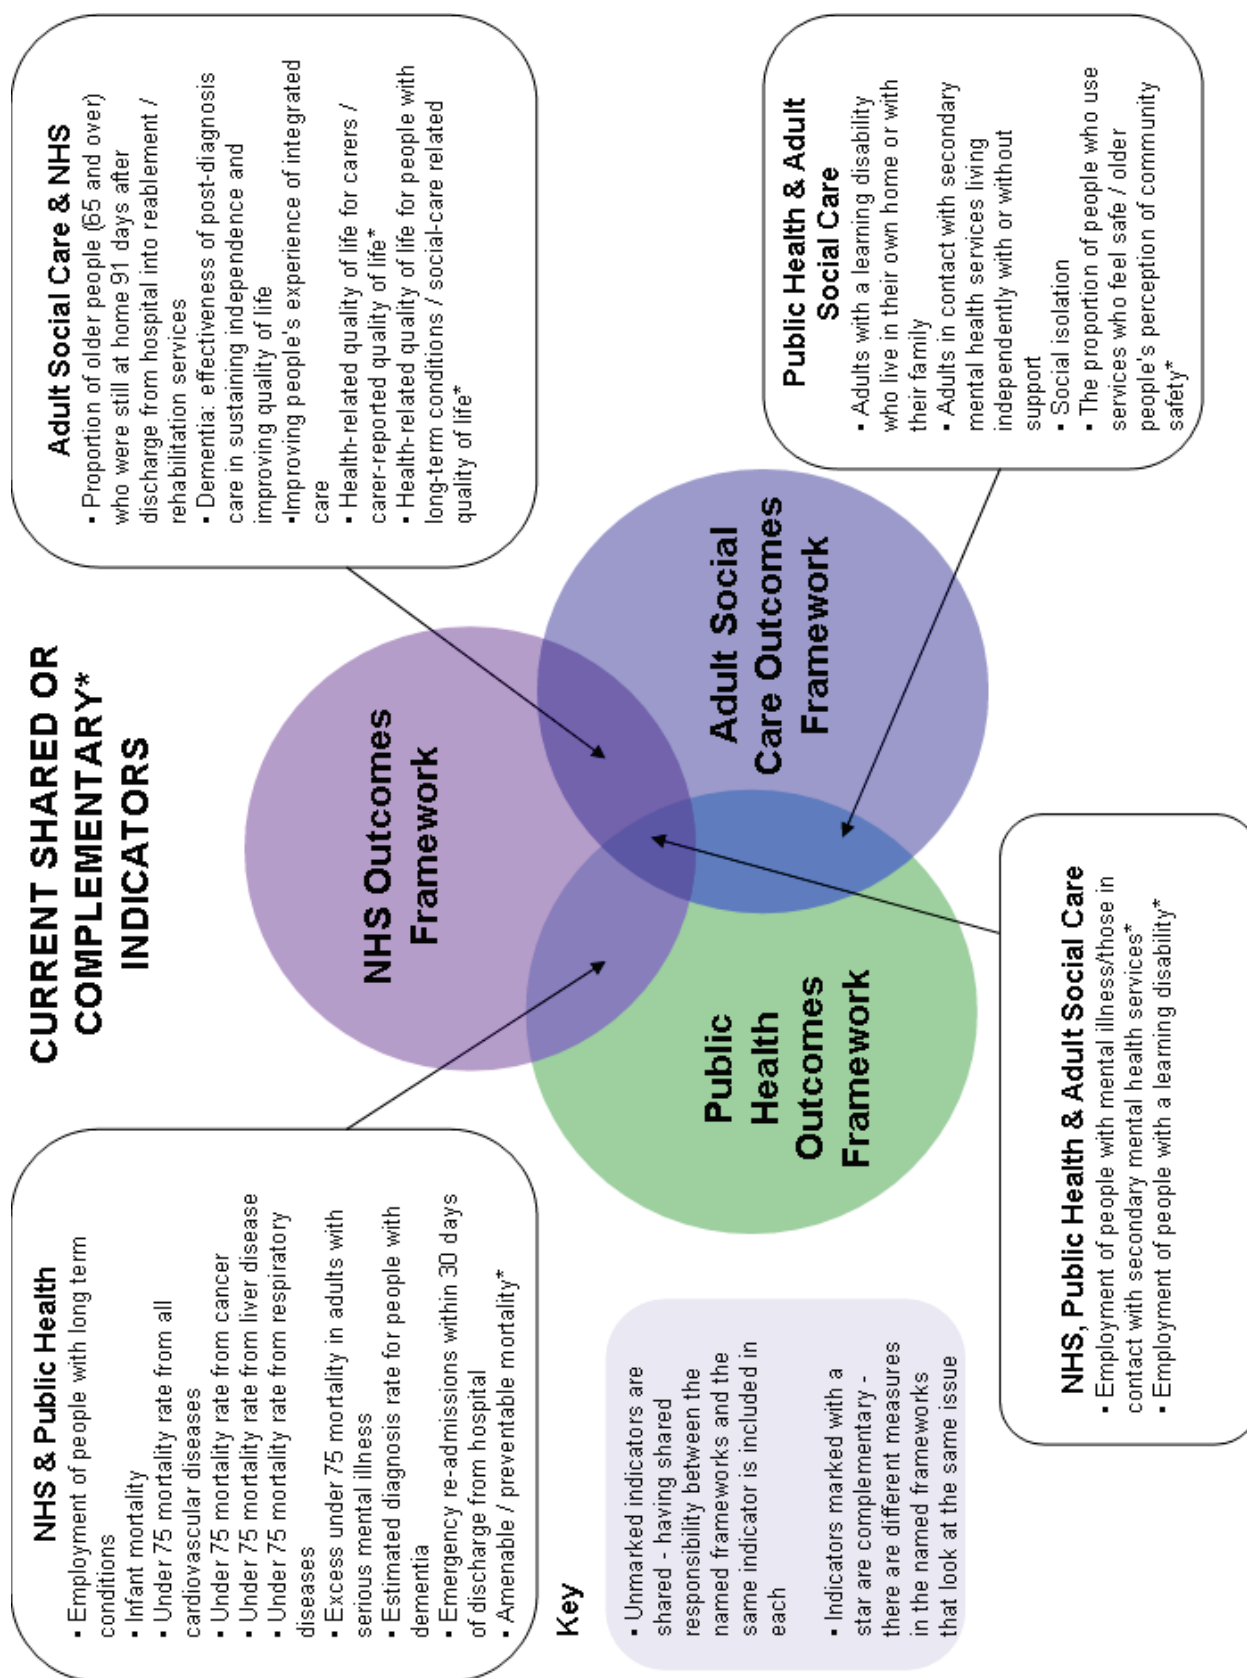 CURRENT SHARED OR
COMPLEMENTARY*
INDICATORS
NHS & Public Health
• Employment of people with long term
conditions
• Infant mortality
• Under 75 mortality rate from all
cardiovascular diseases
• Under 75 mortality rate from cancer
• Under 75 mortality rate from liver disease
• Under 75 mortality rate from respiratory
diseases
• Excess under 75 mortality in adults with
serious mental illness
• Estimated diagnosis rate for people with
dementia
• Emergency re-admissions within 30 days
of discharge from hospital
• Amenable / preventable mortality*
Adult Social Care & NHS
• Proportion of older people (65 and over)
who were still at home 91 days after
discharge from hospital into reablement /
rehabilitation services
• Dementia: effectiveness of post-diagnosis
care in sustaining independence and
improving quality of life
•Improving people's experience of integrated
care
• Health-related quality of life for carers /
carer-reported quality of life*
• Health-related quality of life for people with
long-term conditions / social-care related
quality of life*
NHS Outcomes
Framework
Public
Health
Outcomes
Framework
Adult Social
Care Outcomes
Framework
Key
• Unmarked indicators are
shared - having shared
responsibility between the
named frameworks and the
same indicator is included in
each
• Indicators marked with a
star are complementary -
there are different measures
in the named frameworks
that look at the same issue
NHS, Public Health & Adult Social Care
• Employment of people with mental illness/those in
contact with secondary mental health services*
• Employment of people with a learning disability*
Public Health & Adult
Social Care
• Adults with a learning disability
who live in their own home or with
their family
• Adults in contact with secondary
mental health services living
independently with or without
support
• Social isolation
• The proportion of people who use
services who feel safe / older
people's perception of community
safety*